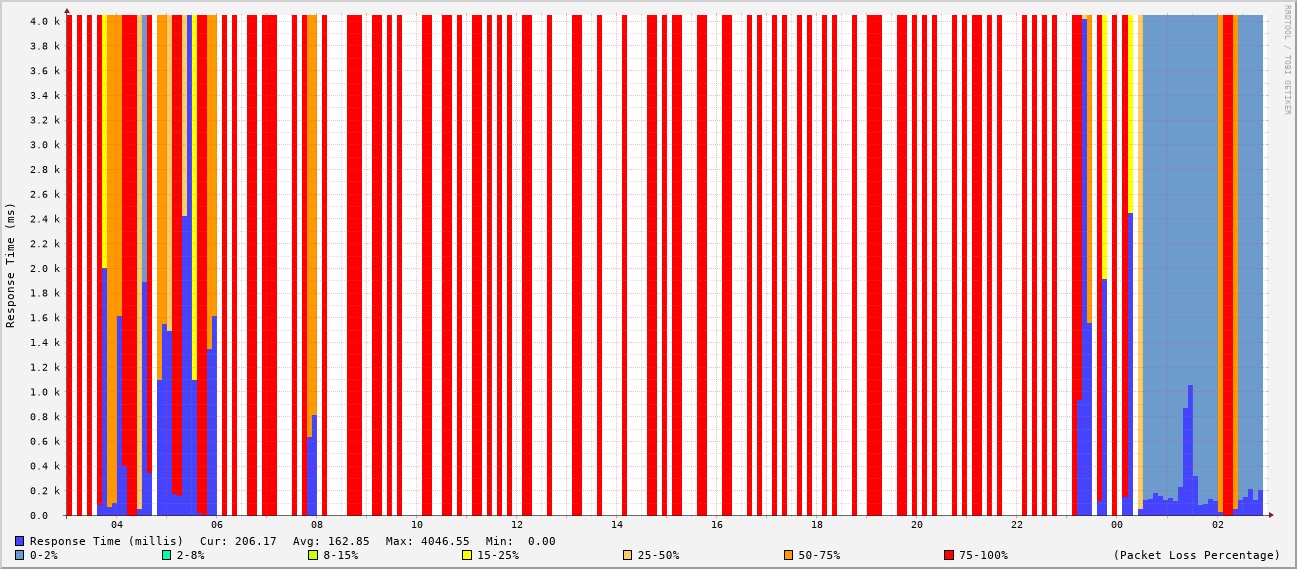 RRDTOOL / TOBI OETIKER
Response Time (ms)
4.0 k
3.8 k
3.6 k
3.4 k
3.2 k
3.0 k
2.8 k
2.6 k
2.4 k
2.2 k
2.0 k
1.8 k
1.6 k
1.4 k
1.2 k
1.0 k
0.8 k
0.6 k
0.4 k
0.2 k
0.0
04 06 08 10 12 14 16 18 20 22 00 02
Response Time (millis) Cur: 206.17 Avg: 162.85 Max: 4046.55 Min: 0.00
0-2% 2-8% 8-15% 15-25% 25-50% 50-75% 75-100% (Packet Loss Percentage)